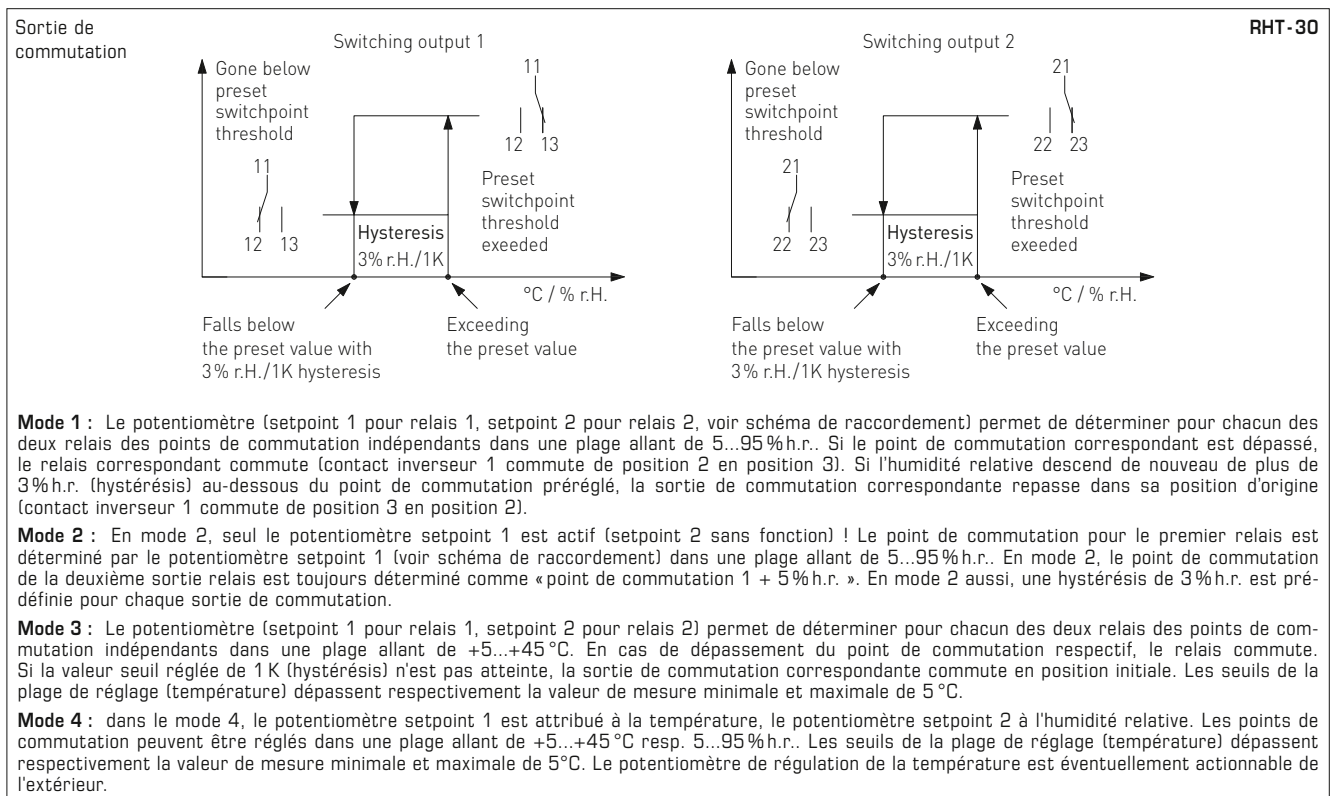 Sortie de
commutation
RHT-30
Switching output 1
Gone below
preset
switchpoint
threshold
11
12 13
11
12 13
Preset
switchpoint
threshold
exeeded
Hysteresis
3% r.H./1K
°C / % r.H.
Falls below
the preset value with
3% r.H./1K hysteresis
Exceeding
the preset value
Switching output 2
Gone below
preset
switchpoint
threshold
21
22 23
21
22 23
Preset
switchpoint
threshold
exeeded
Hysteresis
3% r.H./1K
°C / % r.H.
Falls below
the preset value with
3% r.H./1K hysteresis
Exceeding
the preset value
Mode 1 : Le potentiomètre (setpoint 1 pour relais 1, setpoint 2 pour relais 2, voir schéma de raccordement) permet de déterminer pour chacun des
deux relais des points de commutation indépendants dans une plage allant de 5...95 % h.r.. Si le point de commutation correspondant est dépassé,
le relais correspondant commute (contact inverseur 1 commute de position 2 en position 3). Si l'humidité relative descend de nouveau de plus de
3 % h.r. (hystérésis) au-dessous du point de commutation préréglé, la sortie de commutation correspondante repasse dans sa position d'origine
(contact inverseur 1 commute de position 3 en position 2).
Mode 2 : En mode 2, seul le potentiomètre setpoint 1 est actif (setpoint 2 sans fonction) ! Le point de commutation pour le premier relais est
déterminé par le potentiomètre setpoint 1 (voir schéma de raccordement) dans une plage allant de 5...95 % h.r.. En mode 2, le point de commutation
de la deuxième sortie relais est toujours déterminé comme « point de commutation 1 + 5 % h.r. ». En mode 2 aussi, une hystérésis de 3 % h.r. est pré-
définie pour chaque sortie de commutation.
Mode 3 : Le potentiomètre (setpoint 1 pour relais 1, setpoint 2 pour relais 2) permet de déterminer pour chacun des deux relais des points de com-
mutation indépendants dans une plage allant de +5...+45 °C. En cas de dépassement du point de commutation respectif, le relais commute.
Si la valeur seuil réglée de 1 K (hystérésis) n'est pas atteinte, la sortie de commutation correspondante commute en position initiale. Les seuils de la
plage de réglage (température) dépassent respectivement la valeur de mesure minimale et maximale de 5 °C.
Mode 4 : dans le mode 4, le potentiomètre setpoint 1 est attribué à la température, le potentiomètre setpoint 2 à l'humidité relative. Les points de
commutation peuvent être réglés dans une plage allant de +5...+45 °C resp. 5...95 % h.r.. Les seuils de la plage de réglage (température) dépassent
respectivement la valeur de mesure minimale et maximale de 5°C. Le potentiomètre de régulation de la température est éventuellement actionnable de
l'extérieur.